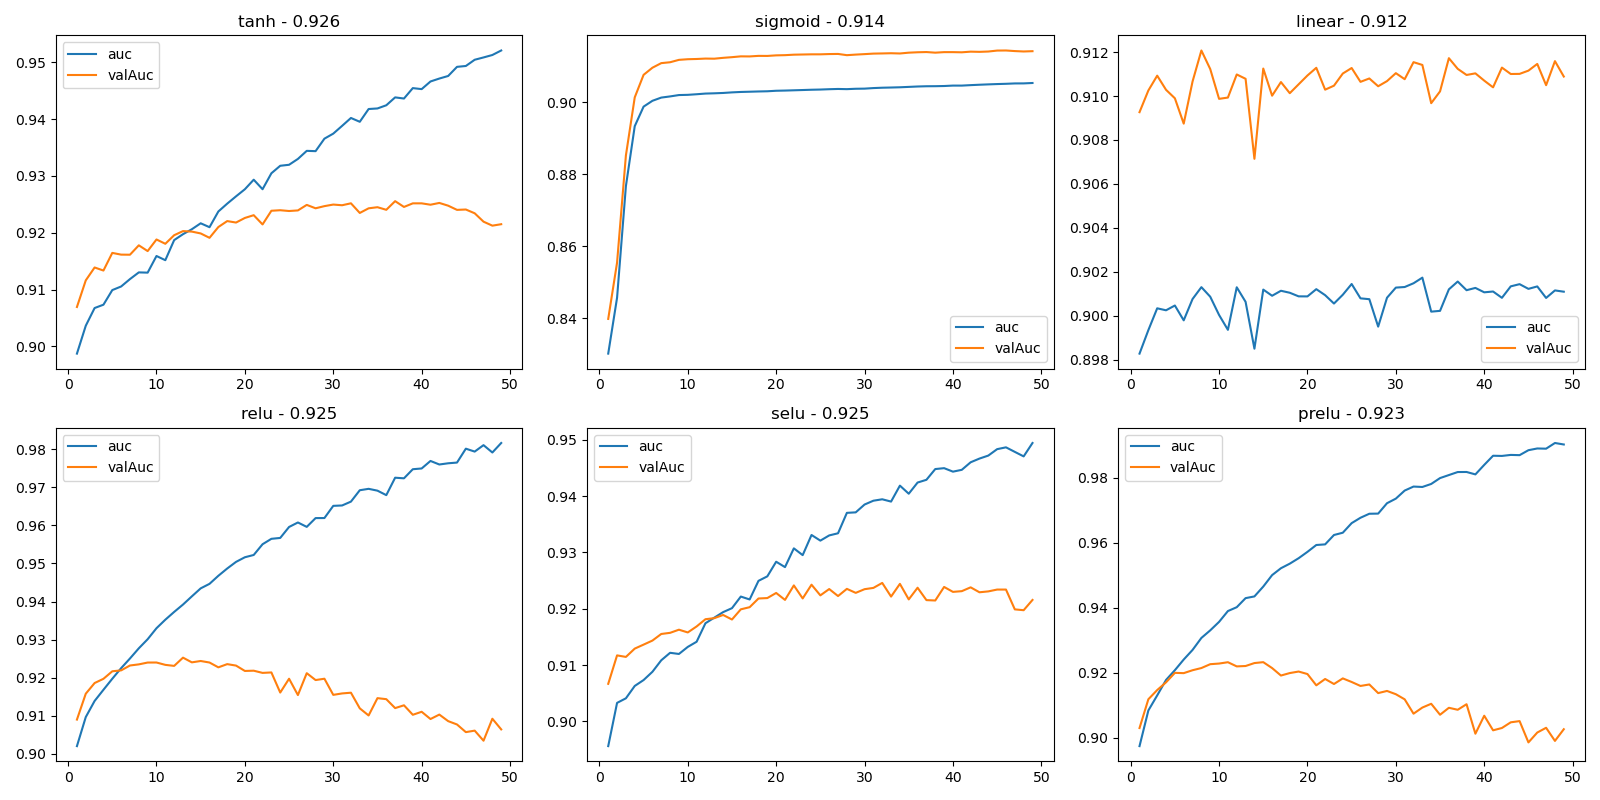 tanh - 0.926
auc
valAuc
0.95
0.94
0.93
0.92
0.91
0.90
0 10 20 30 40 50
sigmoid - 0.914
0.90
0.88
0.86
0.84
auc
valAuc
0 10 20 30 40 50
linear - 0.912
0.912
0.910
0.908
0.906
0.904
0.902
0.900
0.898
auc
valAuc
0 10 20 30 40 50
relu - 0.925
auc
valAuc
0.98
0.97
0.96
0.95
0.94
0.93
0.92
0.91
0.90
0 10 20 30 40 50
selu - 0.925
auc
valAuc
0.95
0.94
0.93
0.92
0.91
0.90
0 10 20 30 40 50
prelu - 0.923
auc
valAuc
0.98
0.96
0.94
0.92
0.90
0 10 20 30 40 50